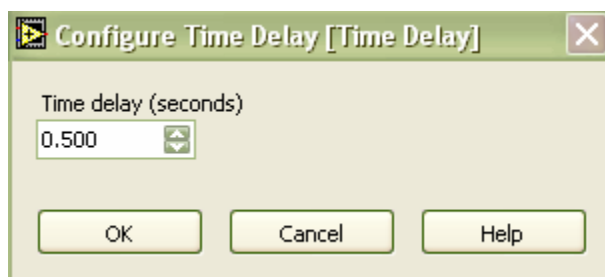 Configure Time Delay [Time Delay]
Time delay (seconds)
0.500
OK Cancel Help